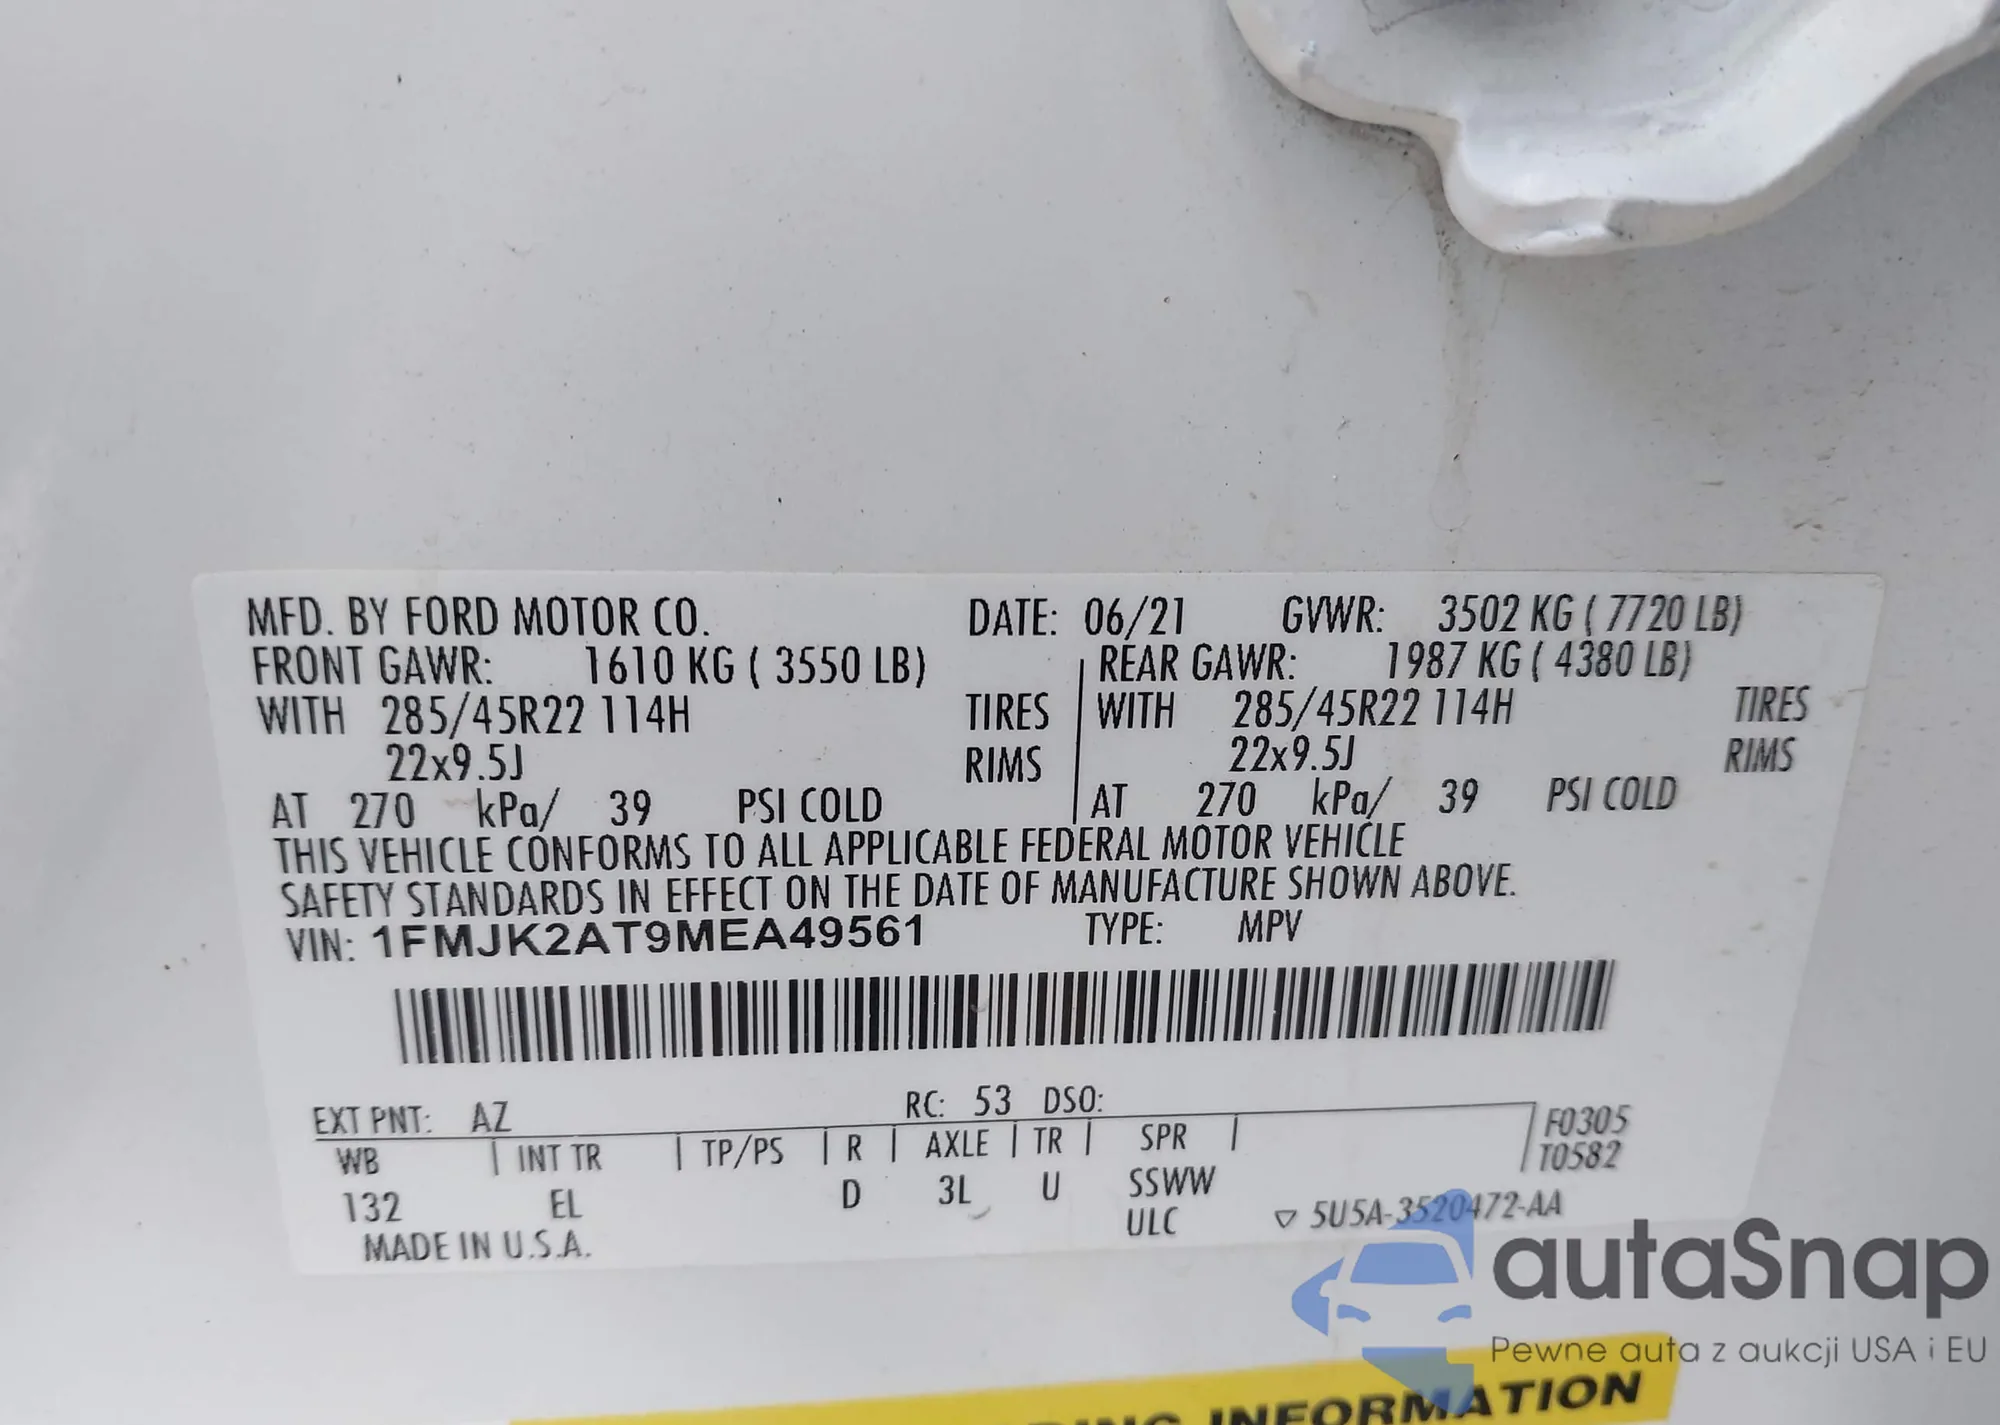 MFD. BY FORD MOTOR CO. DATE: 06/21 GVWR: 3502 KG ( 7720 LB)
FRONT GAWR: 1610 KG ( 3550 LB) REAR GAWR: 1987 KG ( 4380 LB)
WITH 285/45R22 114H TIRES WITH 285/45R22 114H TIRES
22x9.5J RIMS 22x9.5J RIMS
AT 270 kPa/ 39 PSI COLD AT 270 kPa/ 39 PSI COLD
THIS VEHICLE CONFORMS TO ALL APPLICABLE FEDERAL MOTOR VEHICLE
SAFETY STANDARDS IN EFFECT ON THE DATE OF MANUFACTURE SHOWN ABOVE.
VIN: 1FMJK2AT9MEA49561 TYPE: MPV
EXT PNT: AZ RC: 53 DSO:
WB | INT TR | TP/PS | R | AXLE | TR | SPR | F0305
T0582
132 EL D 3L U SSWW
ULC ▽ 5U5A-3520472-AA
MADE IN U.S.A.
autaSnap
Pewne auta z aukcji USA i EU
INFORMATION